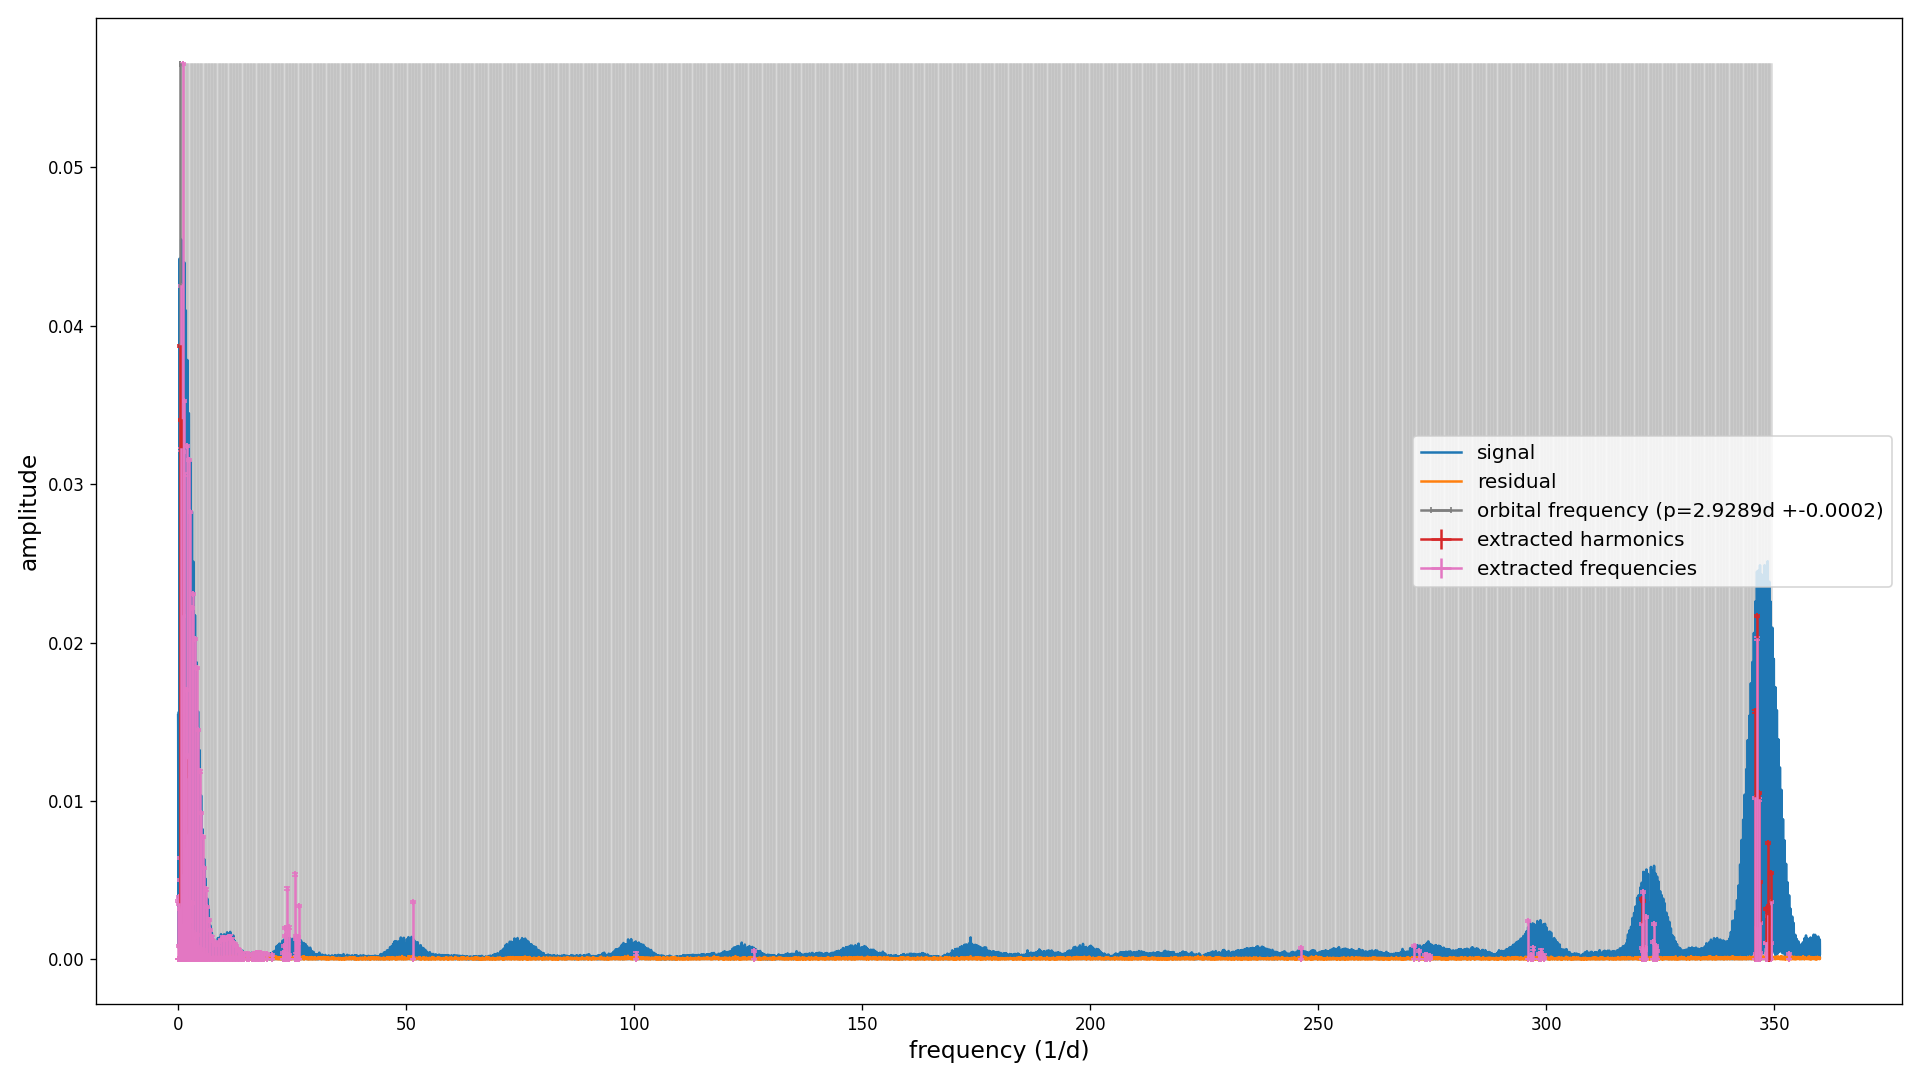 0.05
0.04
0.03
0.02
0.01
0.00
amplitude
signal
residual
orbital frequency (p=2.9289d +-0.0002)
extracted harmonics
extracted frequencies
0 50 100 150 200 250 300 350
frequency (1/d)